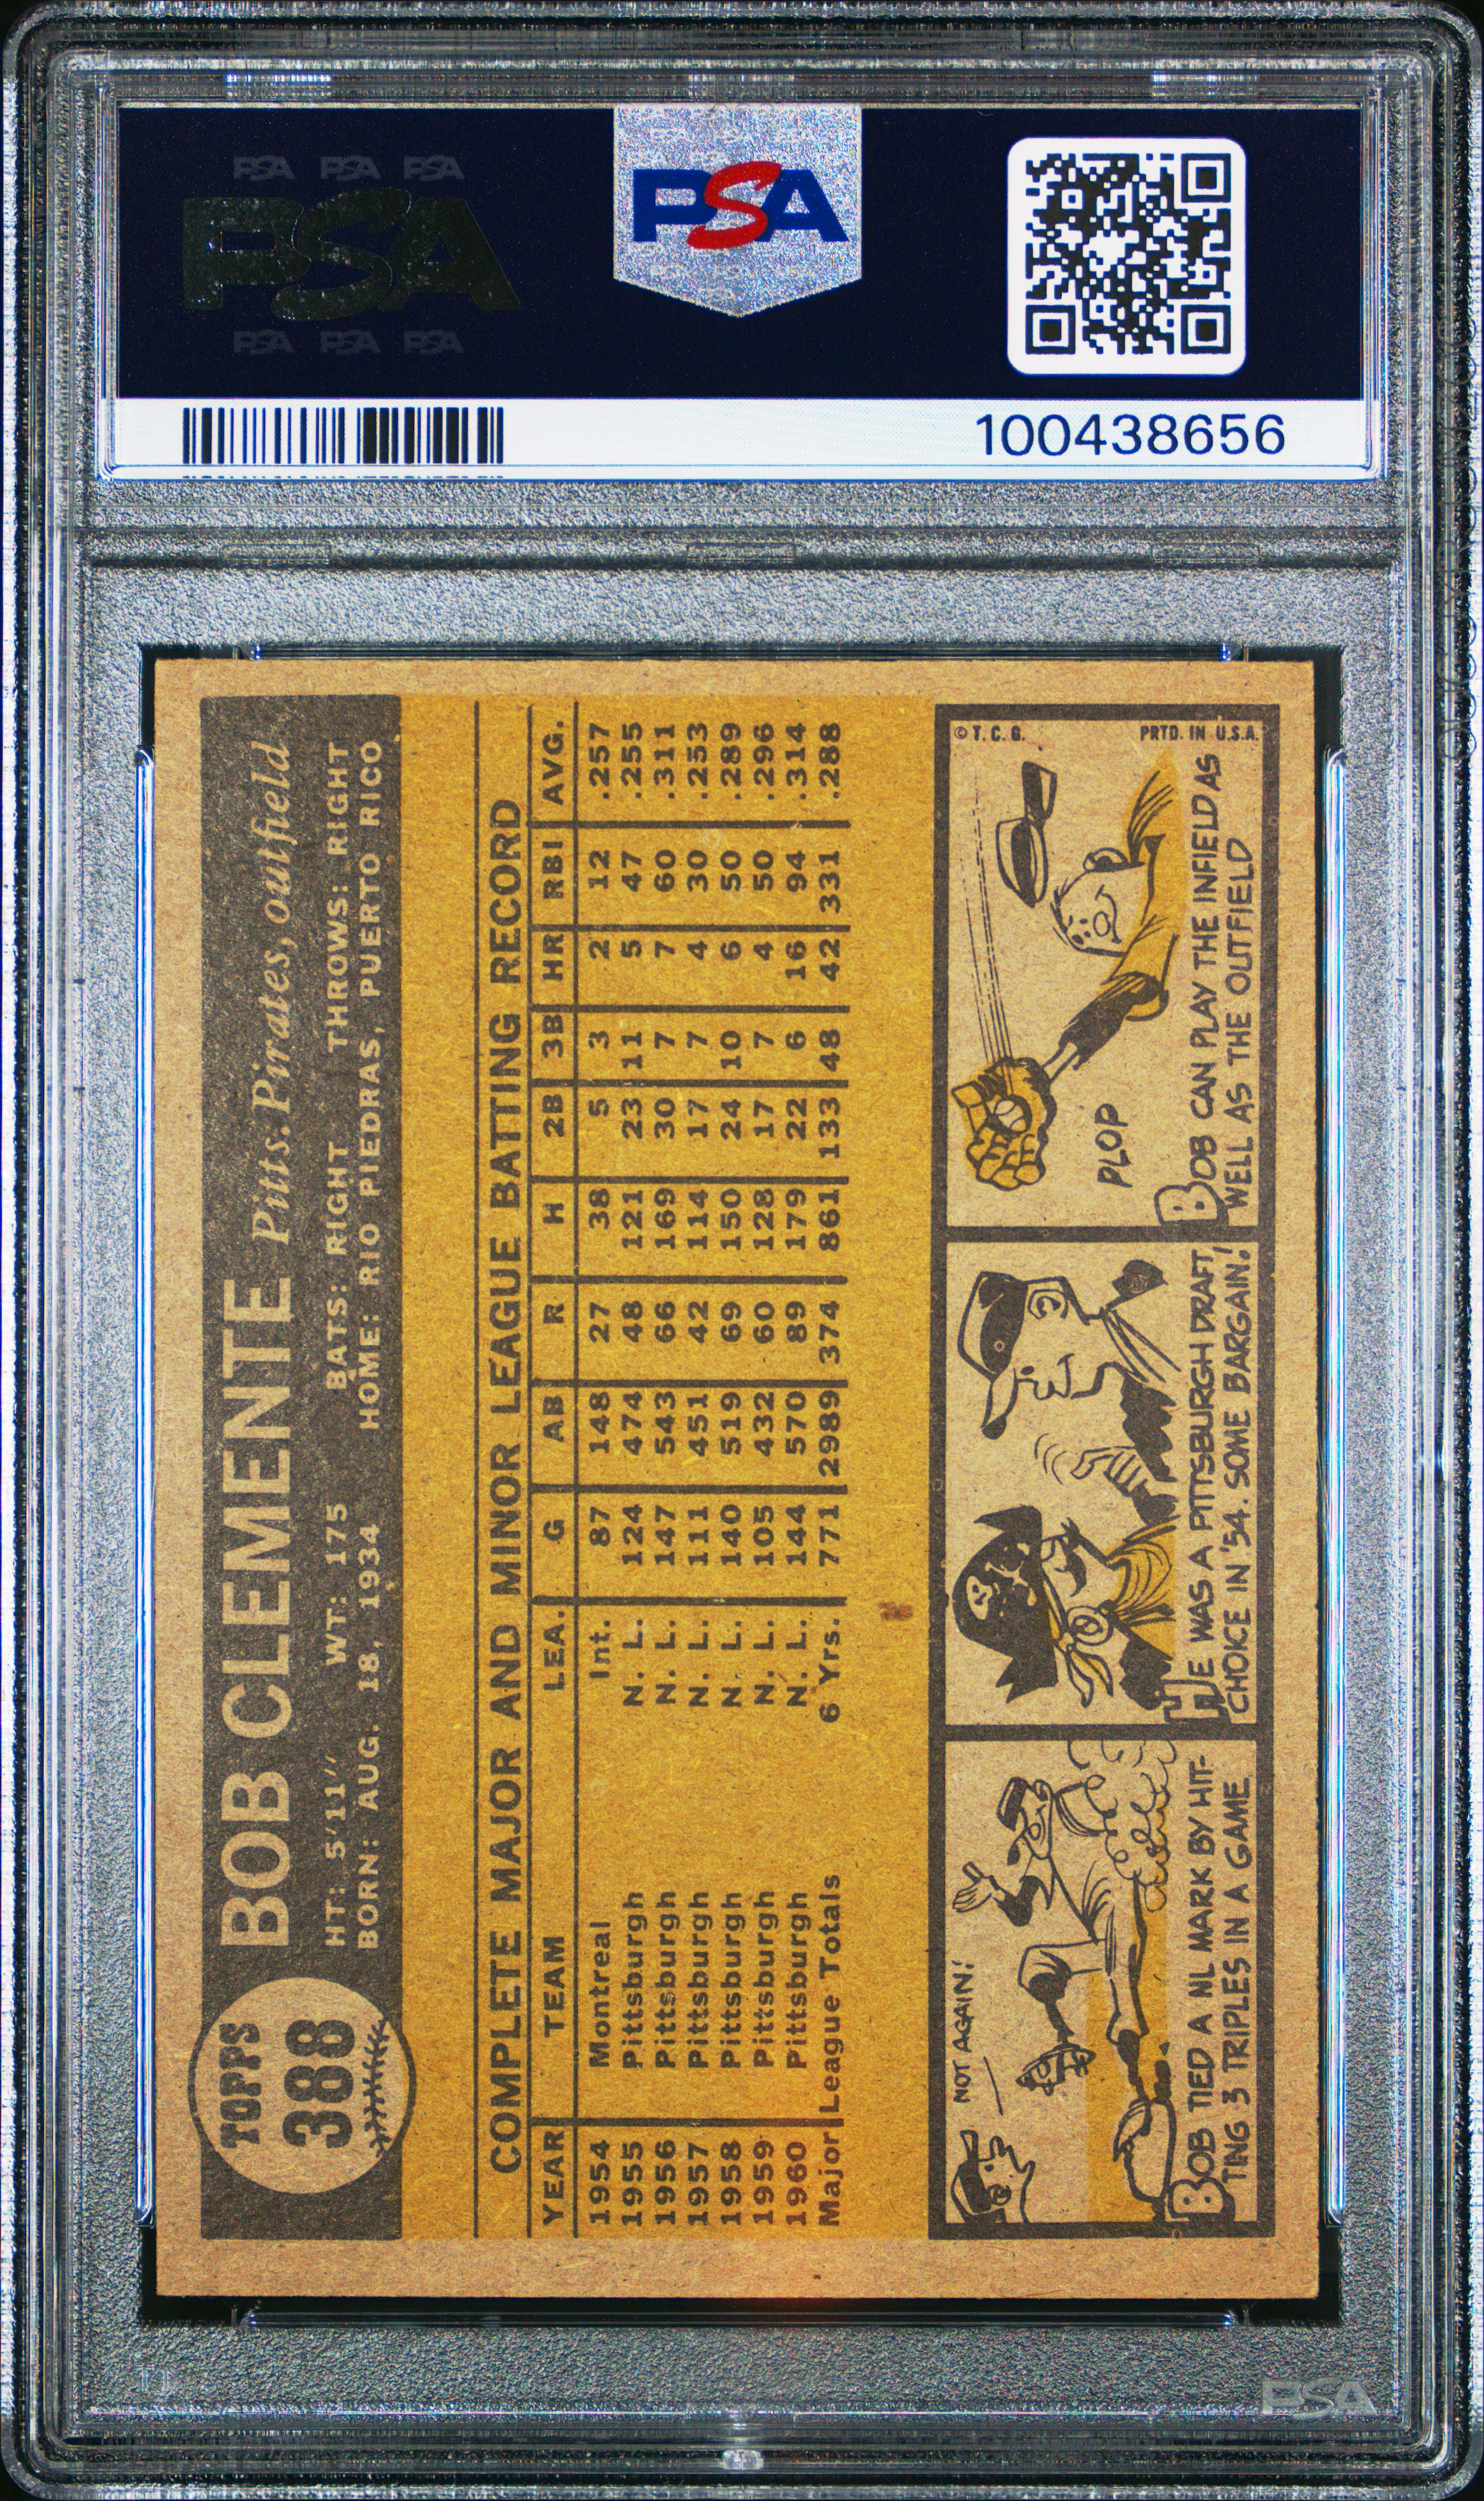 PSA PSA PSA
PSA
PSA PSA PSA
PSA
100438656
TOPPS
388
BOB CLEMENTE Pitts. Pirates, outfield
HT: 5'11" WT: 175 BATS: RIGHT THROWS: RIGHT
BORN: AUG. 18, 1934 HOME: RIO PIEDRAS, PUERTO RICO
COMPLETE MAJOR AND MINOR LEAGUE BATTING RECORD
YEAR TEAM LEA. G AB R H 2B 3B HR RBI AVG.
1954 Montreal Int. 87 148 27 38 5 3 2 12 .257
1955 Pittsburgh N. L. 124 474 48 121 23 11 5 47 .255
1956 Pittsburgh N. L. 147 543 66 169 30 7 7 60 .311
1957 Pittsburgh N. L. 111 451 42 114 17 7 4 30 .253
1958 Pittsburgh N. L. 140 519 69 150 24 10 6 50 .289
1959 Pittsburgh N. L. 105 432 60 128 17 7 4 50 .296
1960 Pittsburgh N. L. 144 570 89 179 22 6 16 94 .314
Major League Totals 6 Yrs. 771 2989 374 861 133 48 42 331 .288
NOT AGAIN!
BOB TIED A NL MARK BY HIT-
TING 3 TRIPLES IN A GAME
HE WAS A PITTSBURGH DRAFT
CHOICE IN '54. SOME BARGAIN!
© T. C. G.
PRTD. IN U.S.A.
PLOP
BOB CAN PLAY THE INFIELD AS
WELL AS THE OUTFIELD
PSA